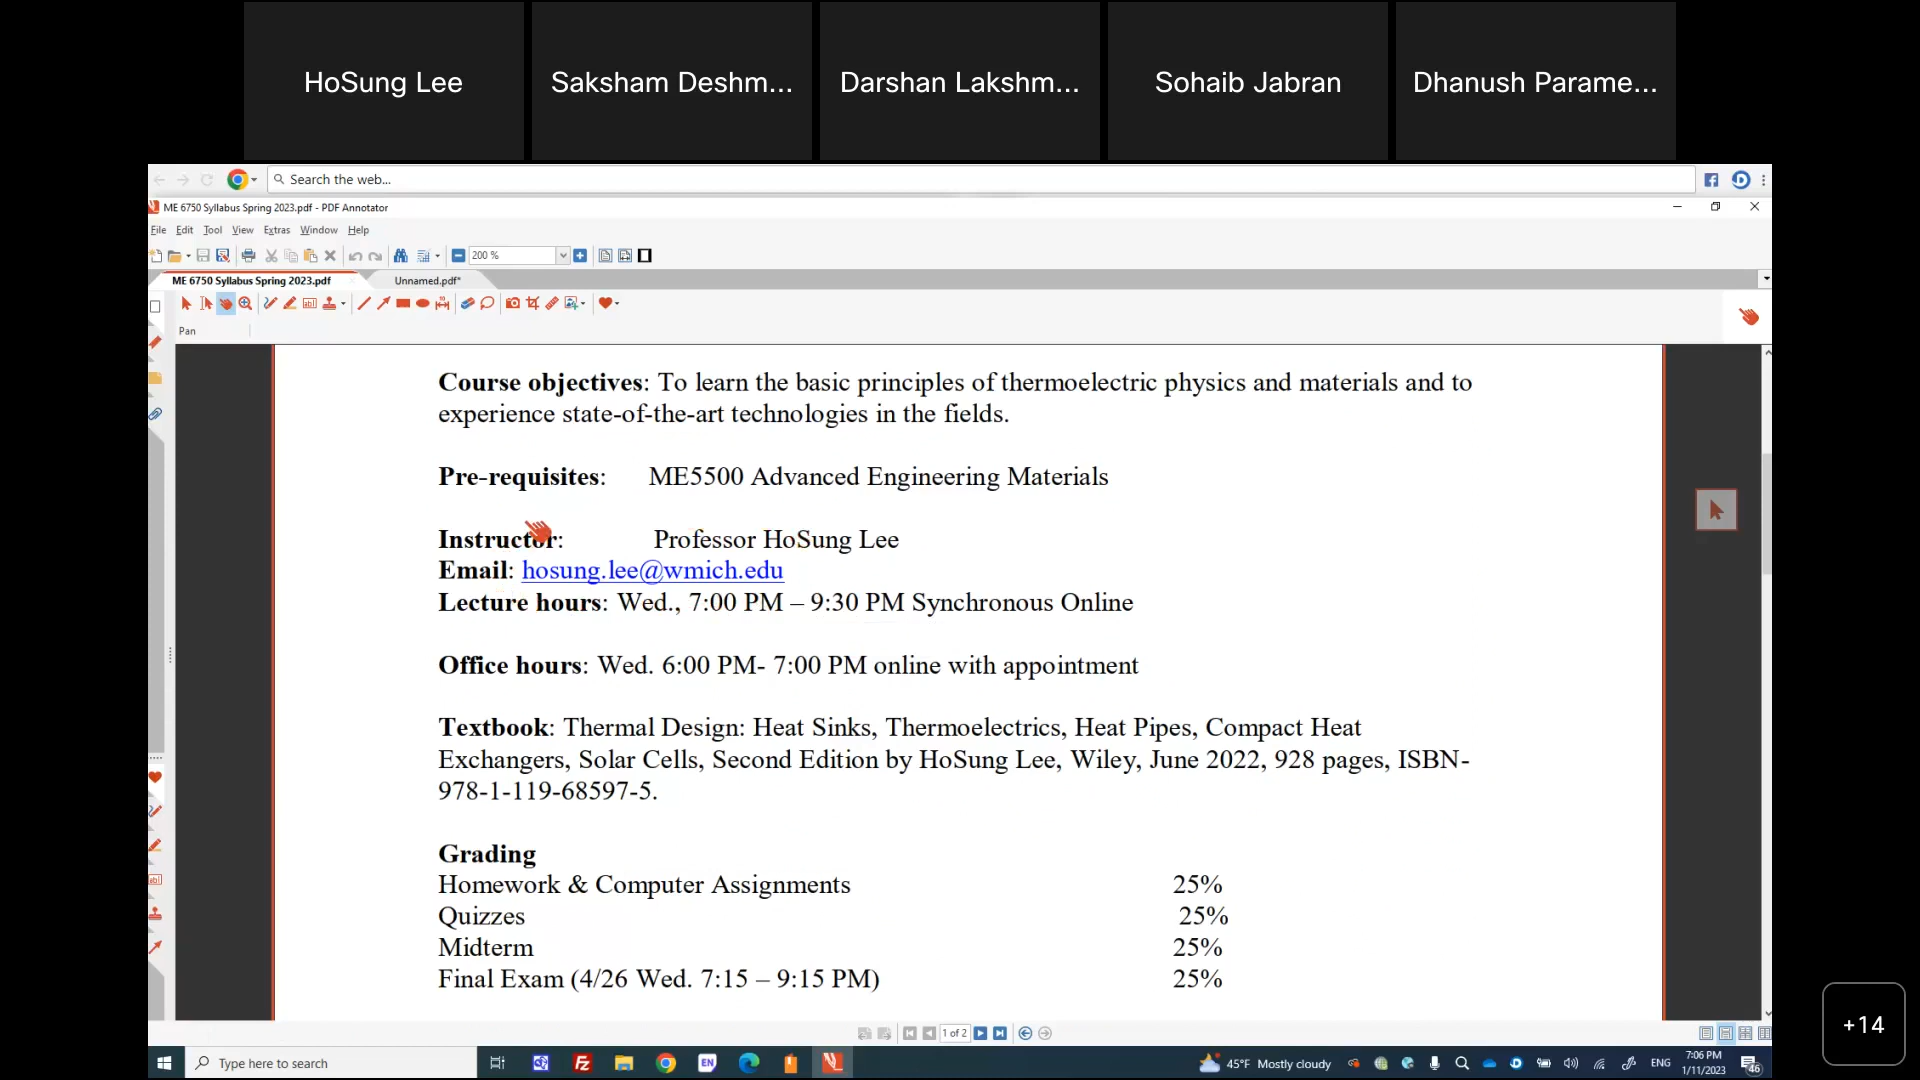 HoSung Lee
Saksham Deshm...
Darshan Lakshm...
Sohaib Jabran
Dhanush Parame...
Search the web...
ME 6750 Syllabus Spring 2023.pdf - PDF Annotator
File Edit Tool View Extras Window Help
200 %
ME 6750 Syllabus Spring 2023.pdf
Unnamed.pdf*
Pan
Course objectives: To learn the basic principles of thermoelectric physics and materials and to
experience state-of-the-art technologies in the fields.
Pre-requisites: ME5500 Advanced Engineering Materials
Instructor: Professor HoSung Lee
Email: hosung.lee@wmich.edu
Lecture hours: Wed., 7:00 PM – 9:30 PM Synchronous Online
Office hours: Wed. 6:00 PM- 7:00 PM online with appointment
Textbook: Thermal Design: Heat Sinks, Thermoelectrics, Heat Pipes, Compact Heat
Exchangers, Solar Cells, Second Edition by HoSung Lee, Wiley, June 2022, 928 pages, ISBN-
978-1-119-68597-5.
Grading
Homework & Computer Assignments 25%
Quizzes 25%
Midterm 25%
Final Exam (4/26 Wed. 7:15 – 9:15 PM) 25%
1 of 2
+14
Type here to search
EN
45°F Mostly cloudy
ENG
7:06 PM
1/11/2023
46